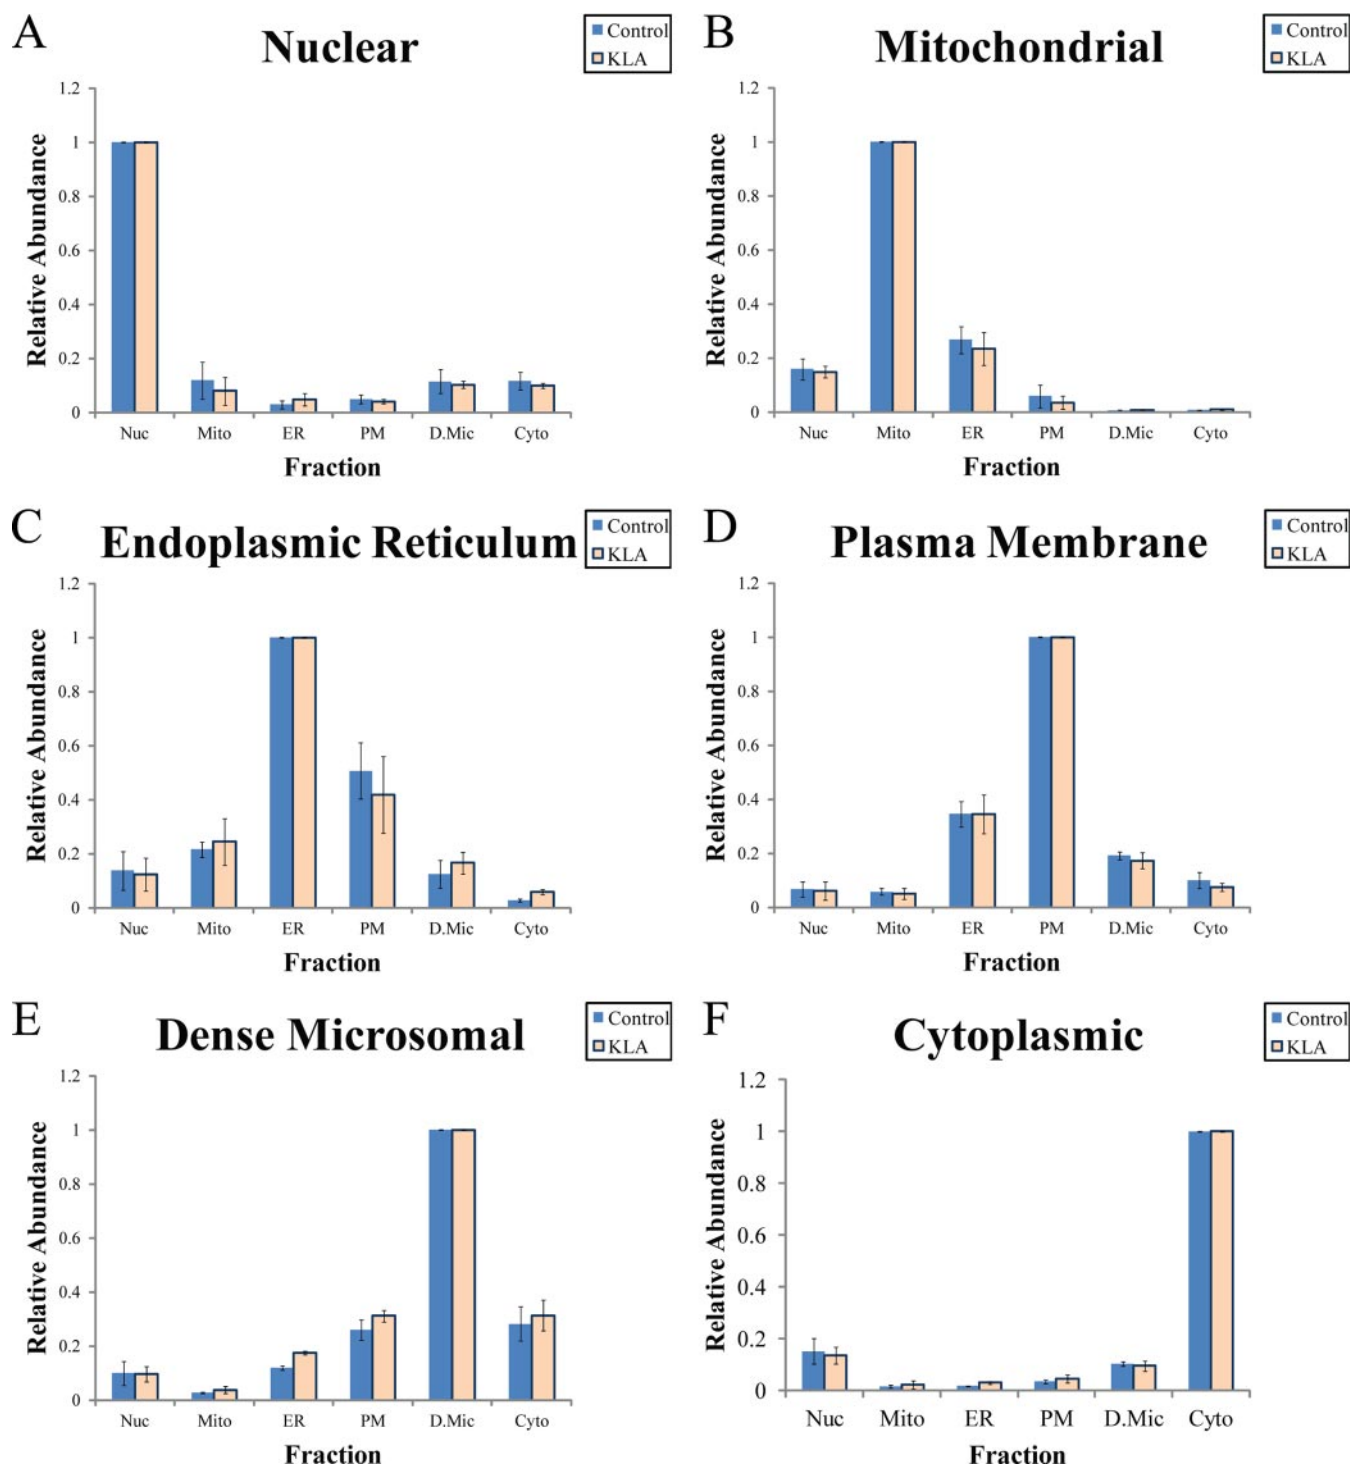 A
Nuclear
Control
KLA
1.2
1
0.8
0.6
0.4
0.2
0
Relative Abundance
Nuc Mito ER PM D.Mic Cyto
Fraction
B
Mitochondrial
Control
KLA
1.2
1
0.8
0.6
0.4
0.2
0
Relative Abundance
Nuc Mito ER PM D.Mic Cyto
Fraction
C
Endoplasmic Reticulum
Control
KLA
1.2
1
0.8
0.6
0.4
0.2
0
Relative Abundance
Nuc Mito ER PM D.Mic Cyto
Fraction
D
Plasma Membrane
Control
KLA
1.2
1
0.8
0.6
0.4
0.2
0
Relative Abundance
Nuc Mito ER PM D.Mic Cyto
Fraction
E
Dense Microsomal
Control
KLA
1.2
1
0.8
0.6
0.4
0.2
0
Relative Abundance
Nuc Mito ER PM D.Mic Cyto
Fraction
F
Cytoplasmic
Control
KLA
1.2
1
0.8
0.6
0.4
0.2
0
Relative Abundance
Nuc Mito ER PM D.Mic Cyto
Fraction